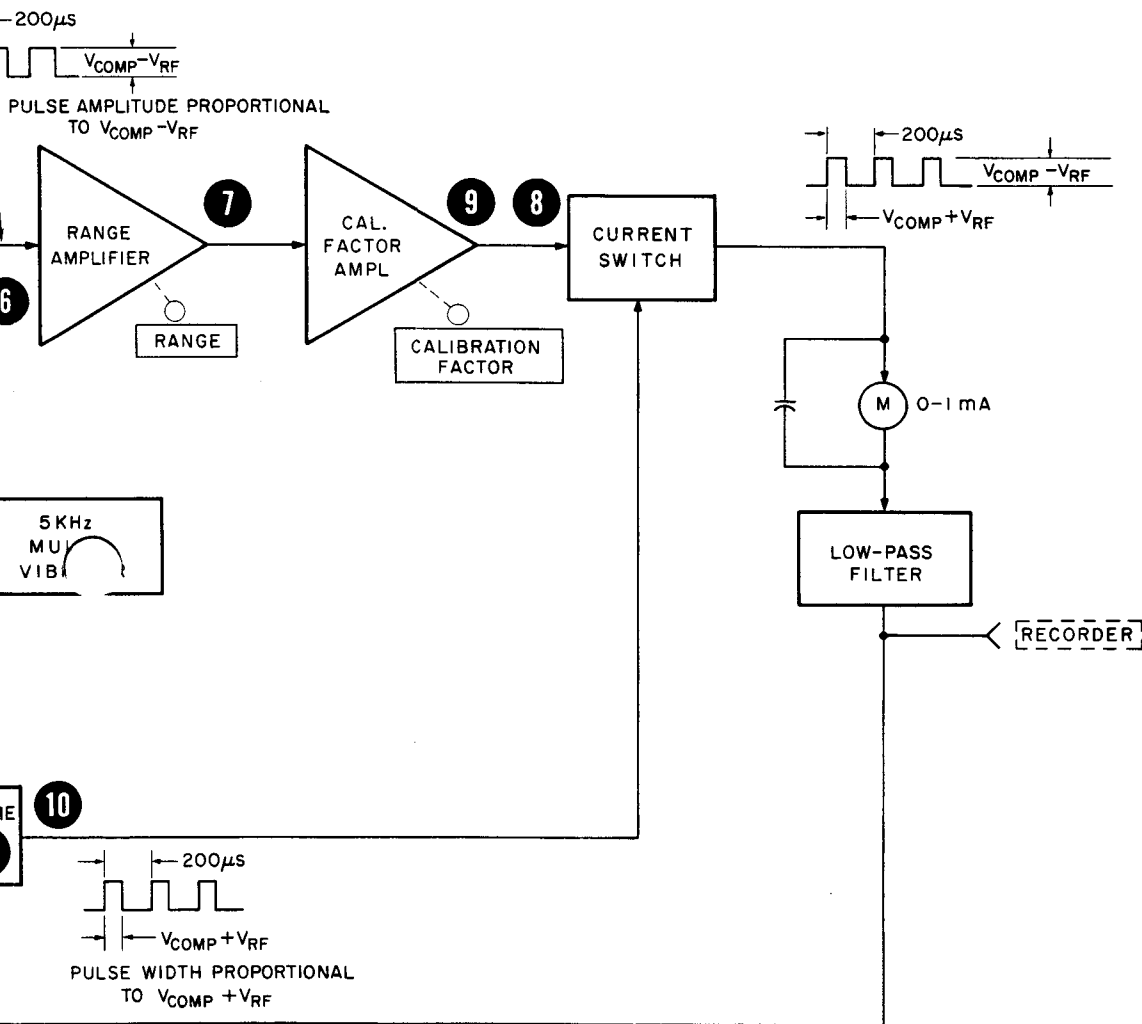 200µs
VCOMP-VRF
PULSE AMPLITUDE PROPORTIONAL
TO VCOMP-VRF
200µs
VCOMP-VRF
VCOMP+VRF
6
RANGE
AMPLIFIER
7
CAL.
FACTOR
AMPL
9
8
CURRENT
SWITCH
RANGE
CALIBRATION
FACTOR
M
0-1mA
5KHz
LOW-PASS
FILTER
RECORDER
10
200µs
VCOMP+VRF
PULSE WIDTH PROPORTIONAL
TO VCOMP+VRF